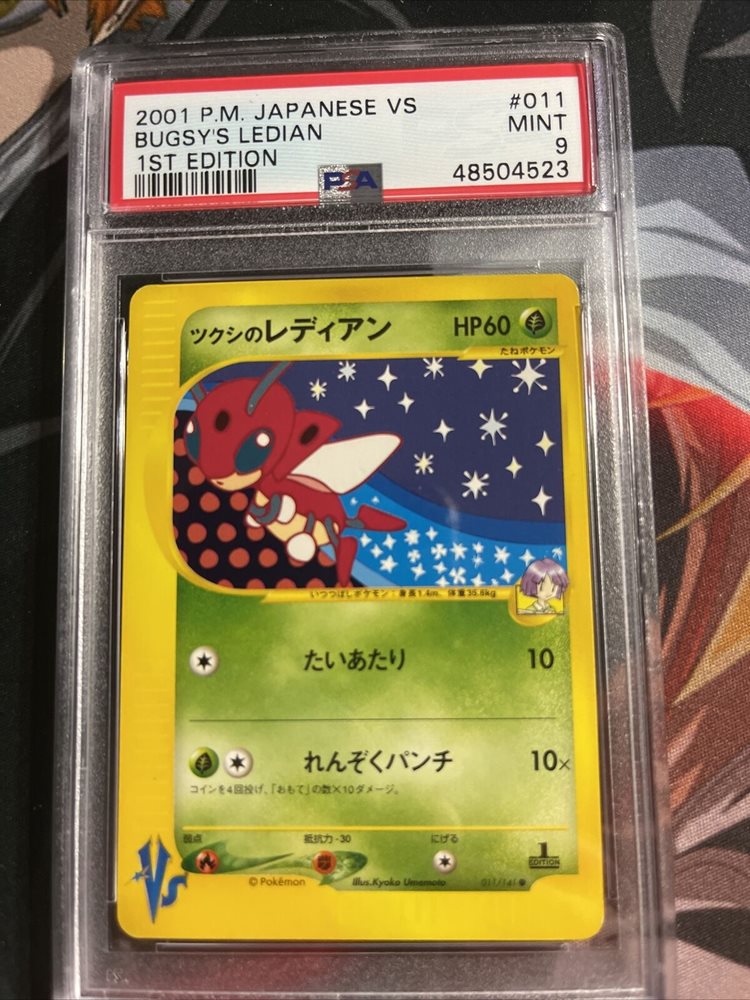 2001 P.M. JAPANESE VS #011
BUGSY'S LEDIAN MINT
1ST EDITION 9
PSA 48504523
ツクシのレディアン HP60
たねポケモン
いつつぼしポケモン:身長1.4m、体重35.6kg
たいあたり 10
れんぞくパンチ 10×
コインを4回投げ、「おもて」の数×10ダメージ。
弱点 抵抗力-30 にげる
1
EDITION
VS
©Pokémon Illus.Kyoko Umemoto 011/141